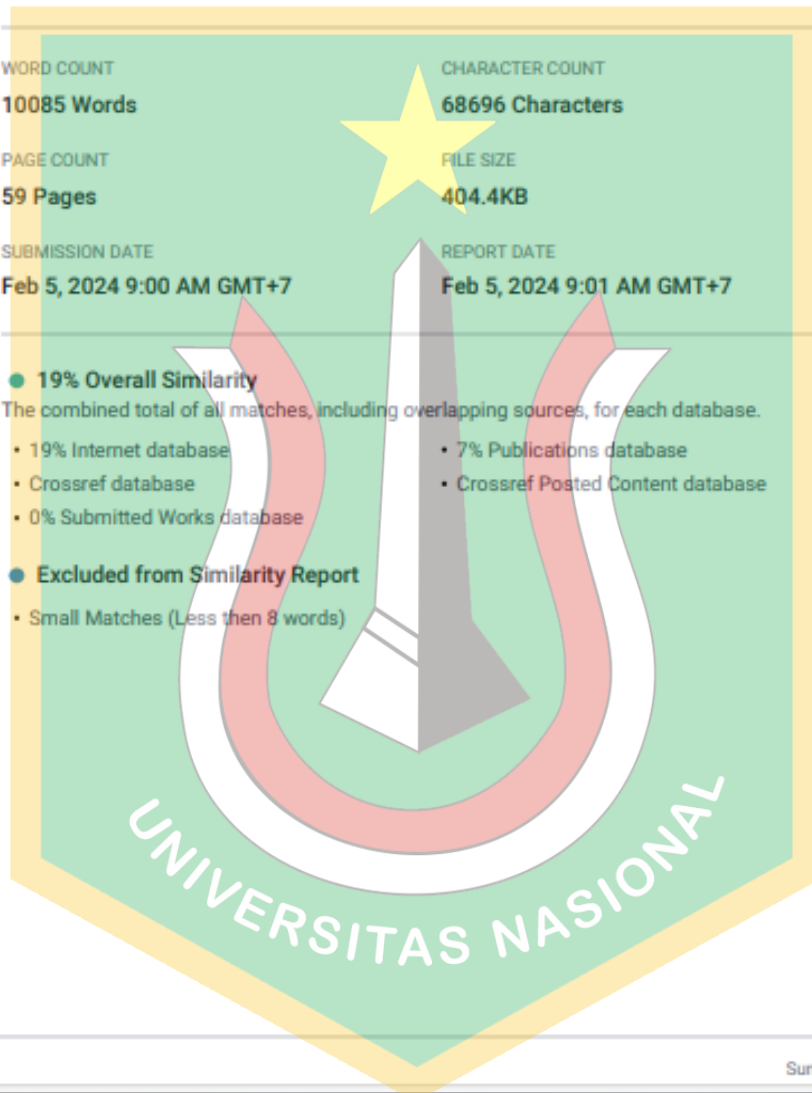 WORD COUNT
10085 Words
CHARACTER COUNT
68696 Characters
PAGE COUNT
59 Pages
FILE SIZE
404.4KB
SUBMISSION DATE
Feb 5, 2024 9:00 AM GMT+7
REPORT DATE
Feb 5, 2024 9:01 AM GMT+7
19% Overall Similarity
The combined total of all matches, including overlapping sources, for each database.
• 19% Internet database
• Crossref database
• 0% Submitted Works database
• 7% Publications database
• Crossref Posted Content database
Excluded from Similarity Report
• Small Matches (Less then 8 words)
UNIVERSITAS NASIONAL